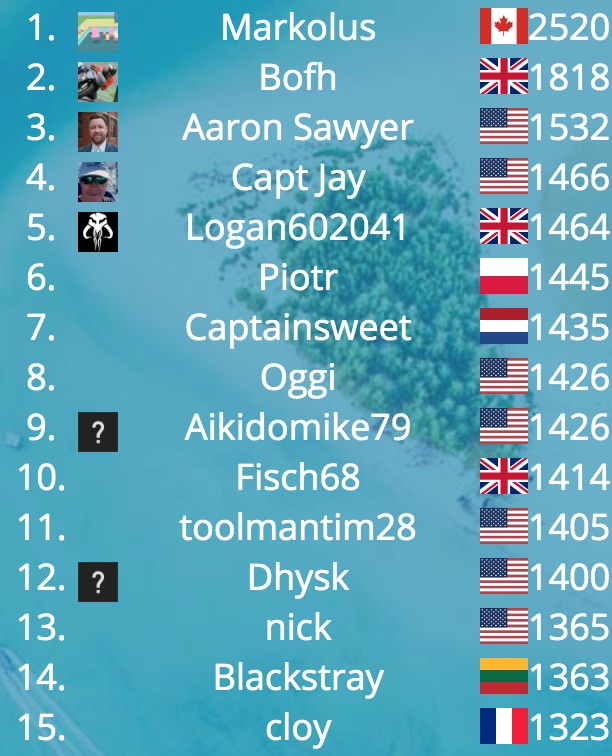 1. Markolus 2520
2. Bofh 1818
3. Aaron Sawyer 1532
4. Capt Jay 1466
5. Logan602041 1464
6. Piotr 1445
7. Captainsweet 1435
8. Oggi 1426
9. ? Aikidomike79 1426
10. Fisch68 1414
11. toolmantim28 1405
12. ? Dhysk 1400
13. nick 1365
14. Blackstray 1363
15. cloy 1323